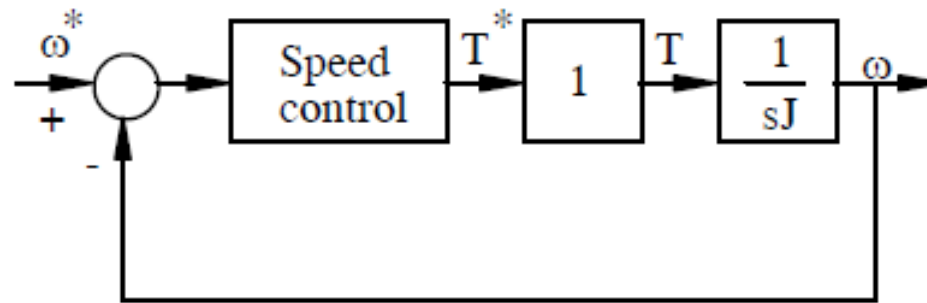 ω*
+
-
Speed
control
T*
1
T
1
sJ
ω